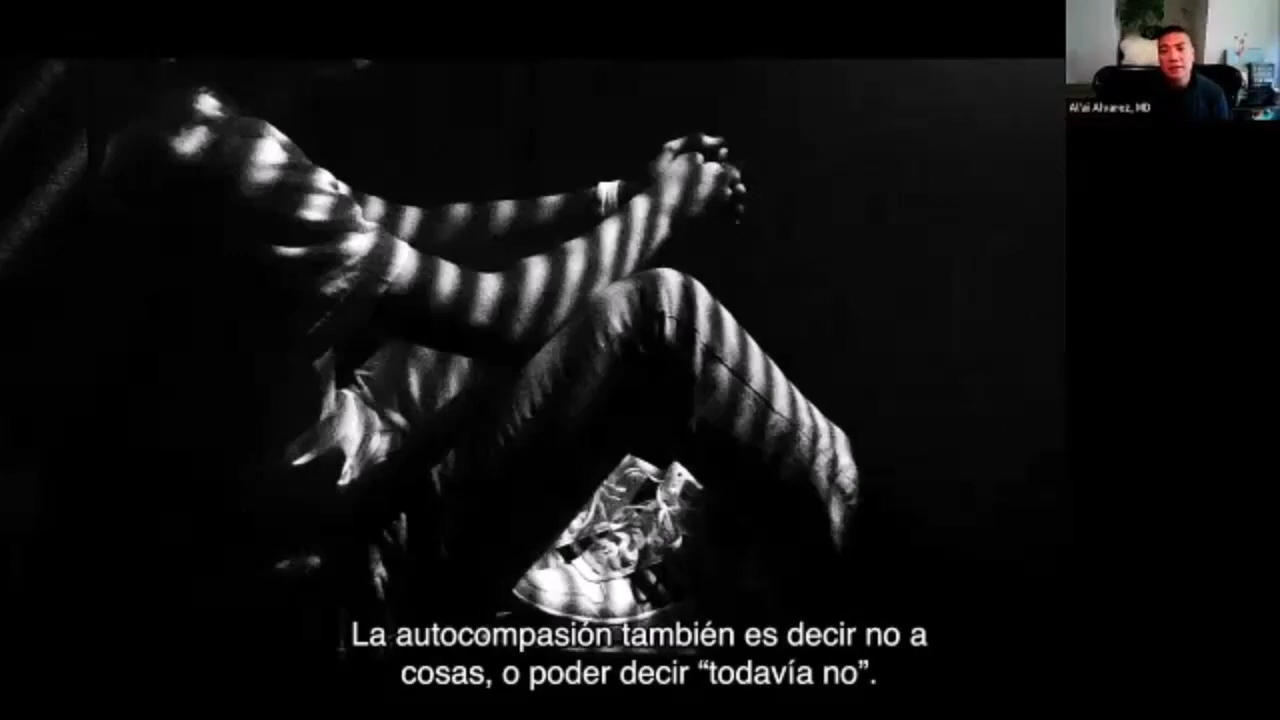 Al'ai Alvarez, MD
La autocompasión también es decir no a
cosas, o poder decir “todavía no”.